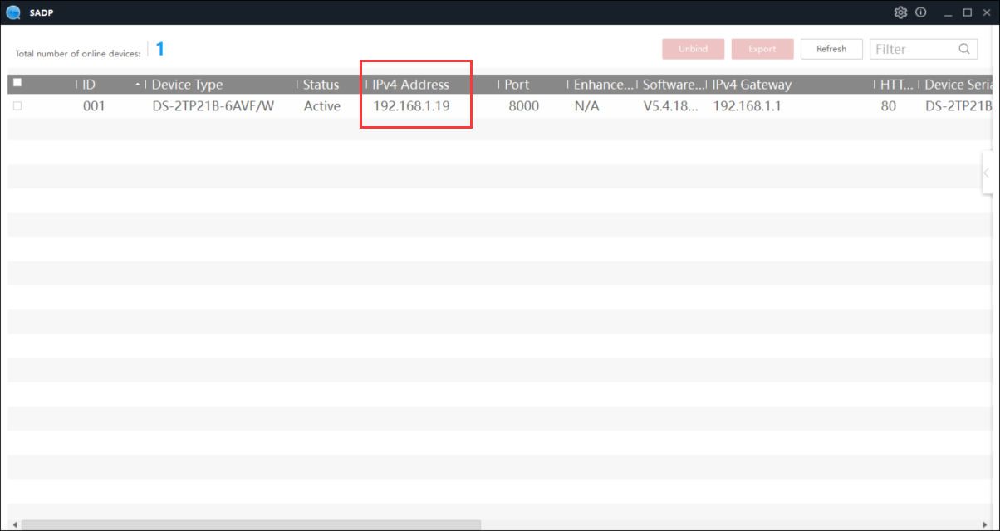 SADP
Total number of online devices: 1
Unbind Export Refresh Filter
ID Device Type Status IPv4 Address Port Enhance... Software... IPv4 Gateway HTT... Device Seria
001 DS-2TP21B-6AVF/W Active 192.168.1.19 8000 N/A V5.4.18... 192.168.1.1 80 DS-2TP21B